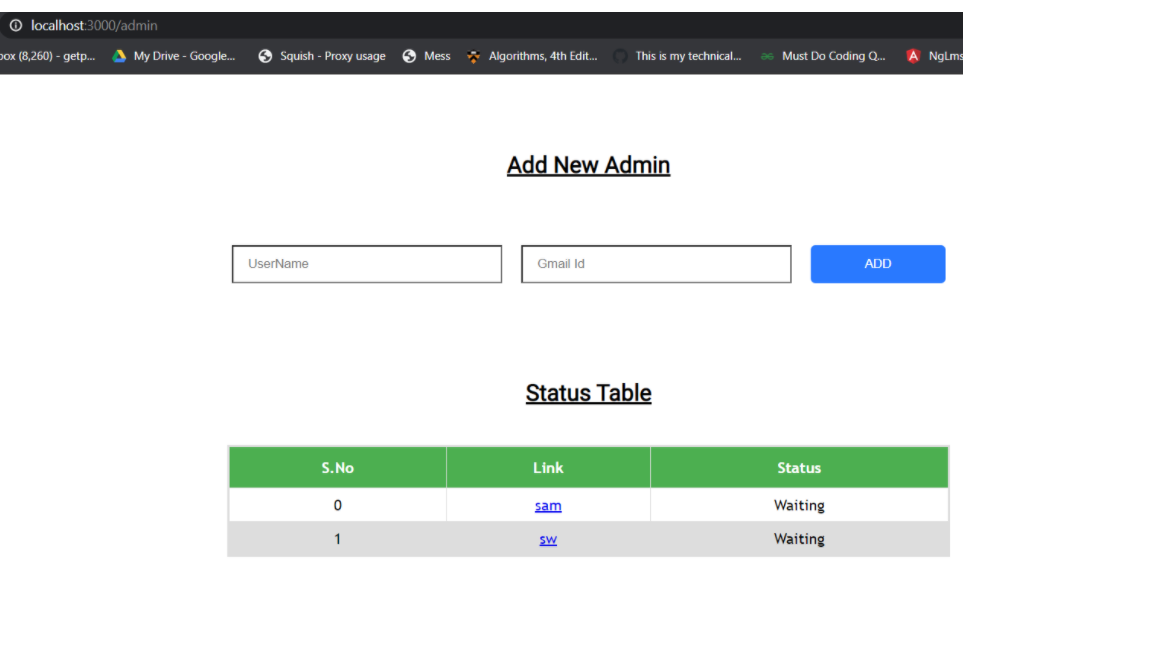 localhost:3000/admin
box (8,260) - getp... My Drive - Google... Squish - Proxy usage Mess Algorithms, 4th Edit... This is my technical... Must Do Coding Q... NgLms
Add New Admin
UserName Gmail Id ADD
Status Table
S.No Link Status
0 sam Waiting
1 sw Waiting